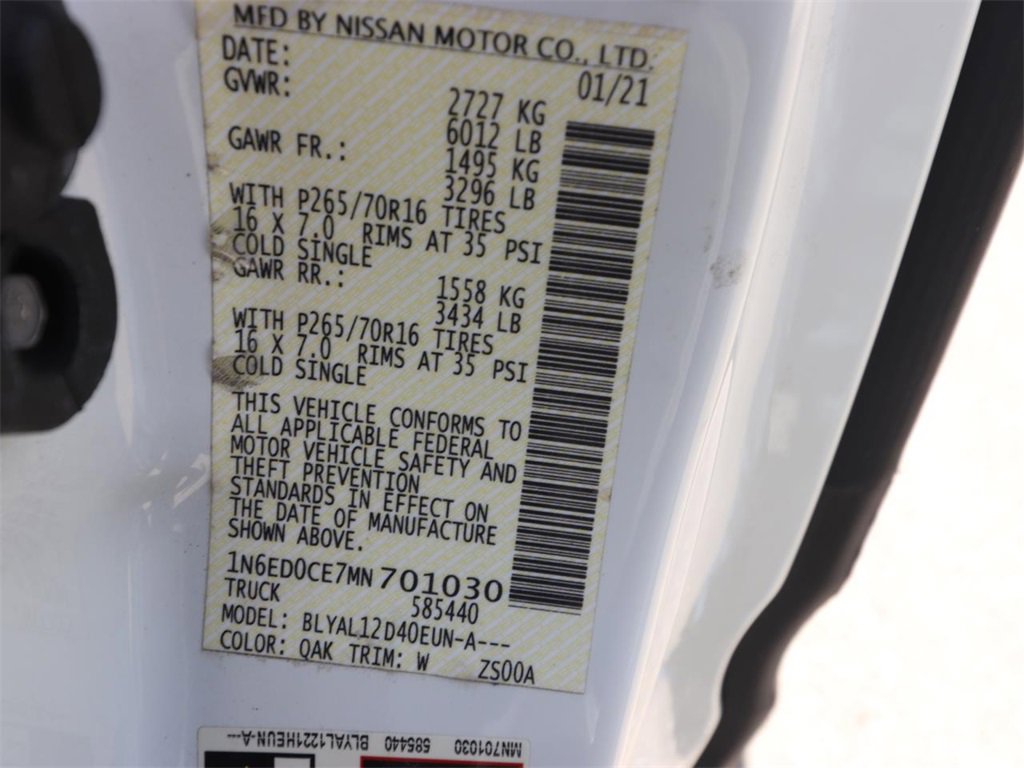 MFD BY NISSAN MOTOR CO., LTD.
DATE: 01/21
GVWR: 2727 KG
6012 LB
GAWR FR.: 1495 KG
3296 LB
WITH P265/70R16 TIRES
16 X 7.0 RIMS AT 35 PSI
COLD SINGLE
GAWR RR.: 1558 KG
3434 LB
WITH P265/70R16 TIRES
16 X 7.0 RIMS AT 35 PSI
COLD SINGLE
THIS VEHICLE CONFORMS TO
ALL APPLICABLE FEDERAL
MOTOR VEHICLE SAFETY AND
THEFT PREVENTION
STANDARDS IN EFFECT ON
THE DATE OF MANUFACTURE
SHOWN ABOVE.
1N6ED0CE7MN701030
TRUCK 585440
MODEL: BLYAL12D40EUN-A---
COLOR: QAK TRIM: W ZS00A
MN701030 585440 BLYAL1221HEUN-A---